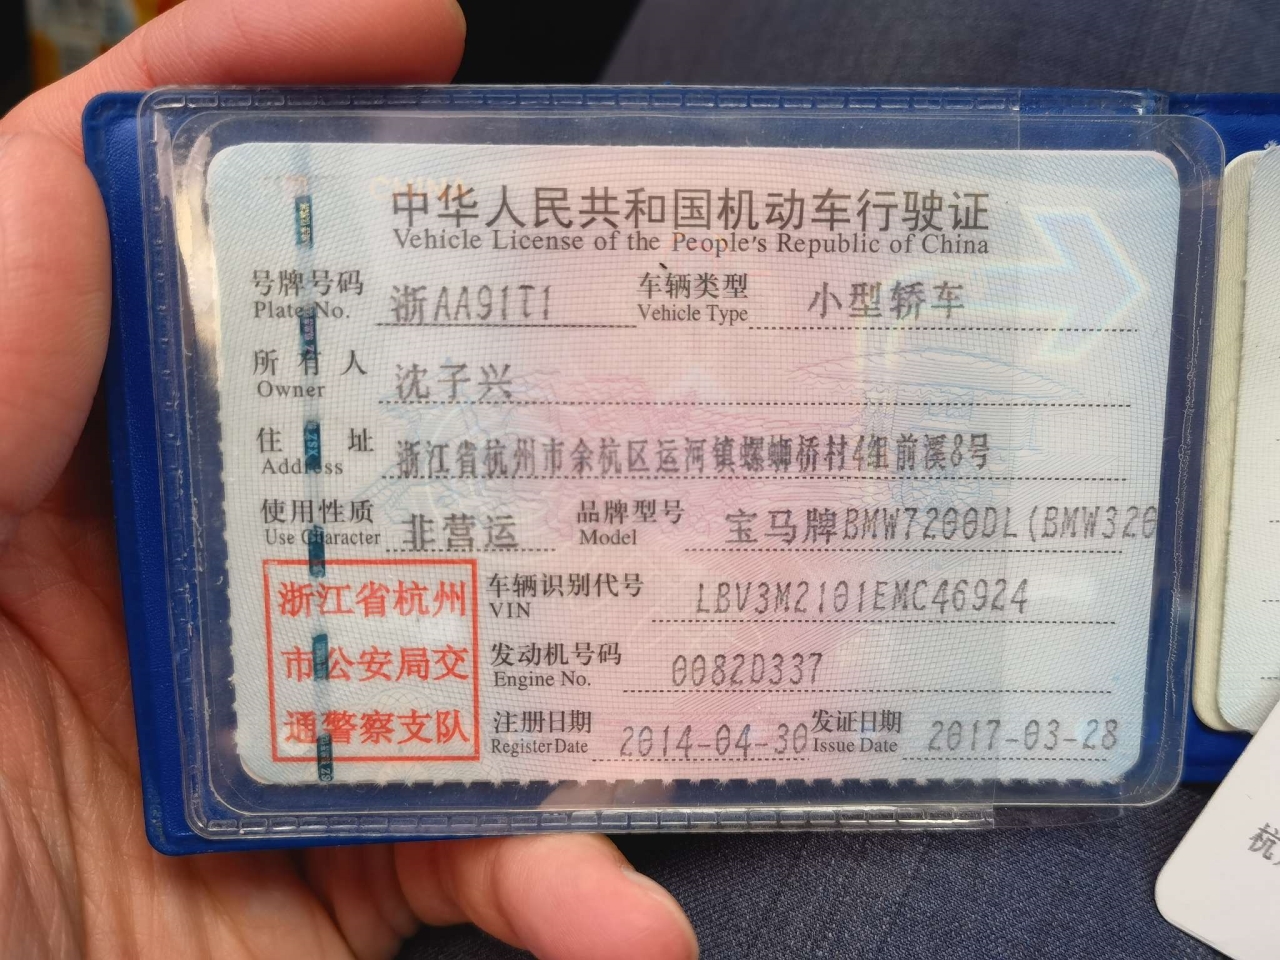 中华人民共和国机动车行驶证
Vehicle License of the People's Republic of China
号牌号码 浙AA91T1 车辆类型 小型轿车
Plate No. Vehicle Type
所有人 沈子兴
Owner
住址 浙江省杭州市余杭区运河镇螺蛳桥村4组前溪8号
Address
使用性质 非营运 品牌型号 宝马牌BMW7200DL(BMW320
Use Character Model
浙江省杭州
市公安局交
通警察支队
车辆识别代号 LBV3M2101EMC46924
VIN
发动机号码 0082D337
Engine No.
注册日期 2014-04-30 发证日期 2017-03-28
Register Date Issue Date
杭